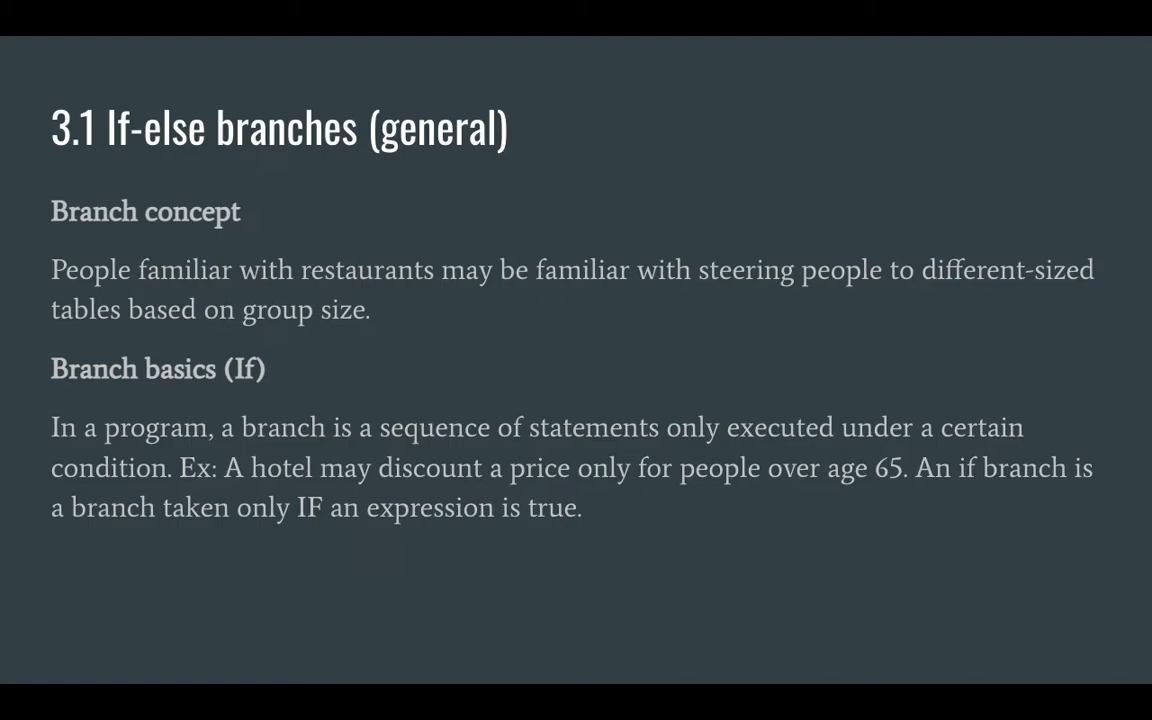 3.1 If-else branches (general)
Branch concept
People familiar with restaurants may be familiar with steering people to different-sized
tables based on group size.
Branch basics (If)
In a program, a branch is a sequence of statements only executed under a certain
condition. Ex: A hotel may discount a price only for people over age 65. An if branch is
a branch taken only IF an expression is true.